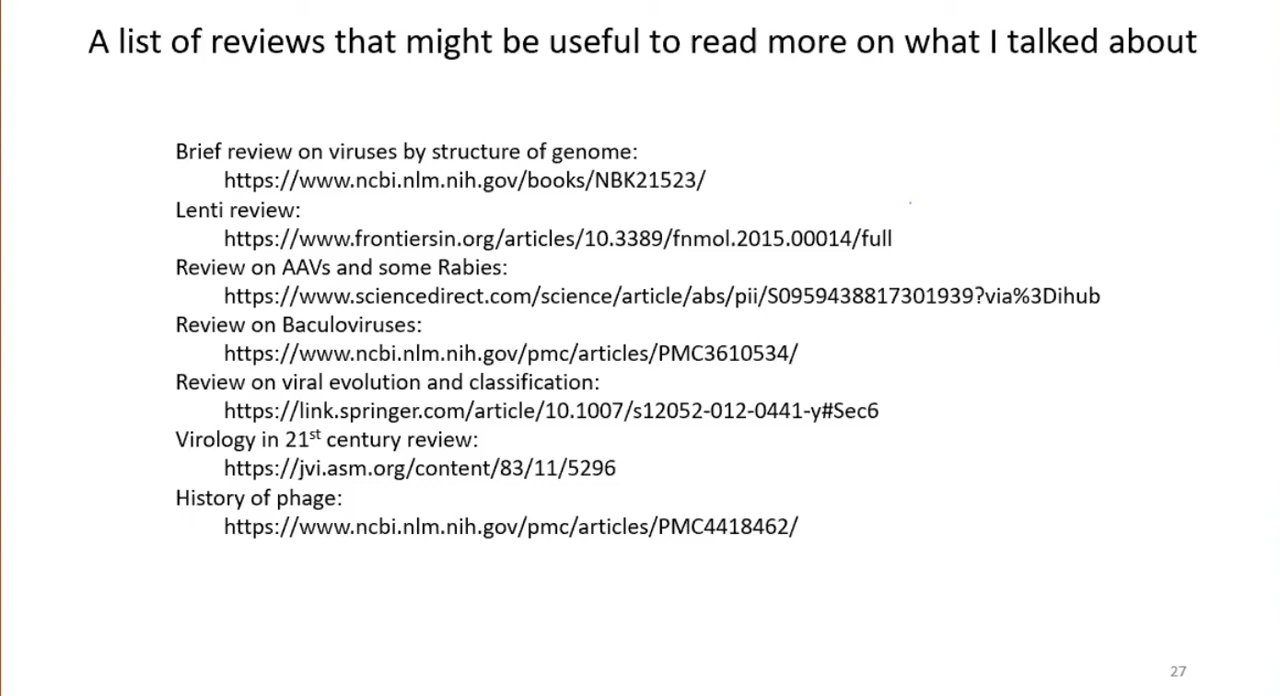 A list of reviews that might be useful to read more on what I talked about
Brief review on viruses by structure of genome:
https://www.ncbi.nlm.nih.gov/books/NBK21523/
Lenti review:
https://www.frontiersin.org/articles/10.3389/fnmol.2015.00014/full
Review on AAVs and some Rabies:
https://www.sciencedirect.com/science/article/abs/pii/S0959438817301939?via%3Dihub
Review on Baculoviruses:
https://www.ncbi.nlm.nih.gov/pmc/articles/PMC3610534/
Review on viral evolution and classification:
https://link.springer.com/article/10.1007/s12052-012-0441-y#Sec6
Virology in 21st century review:
https://jvi.asm.org/content/83/11/5296
History of phage:
https://www.ncbi.nlm.nih.gov/pmc/articles/PMC4418462/
27